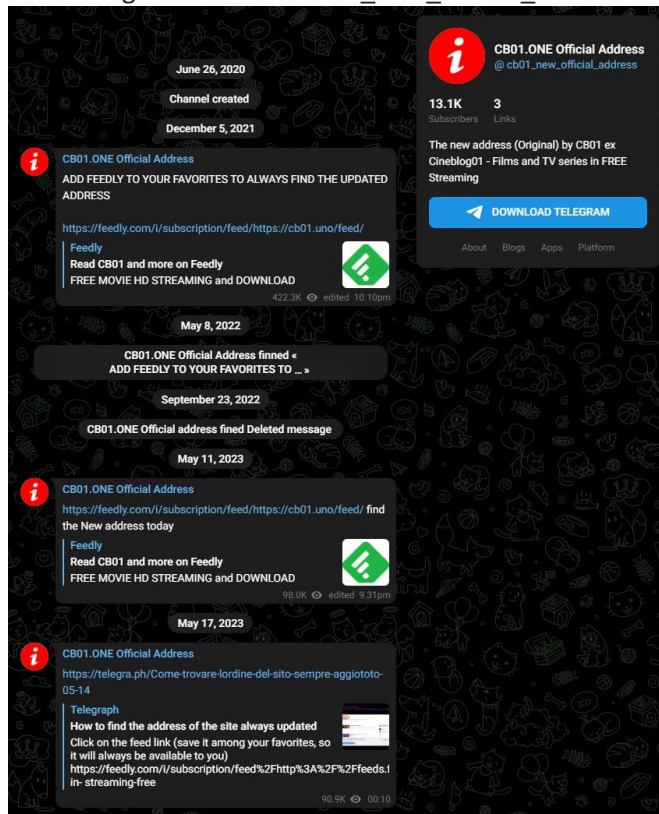 June 26, 2020
Channel created
December 5, 2021
CB01.ONE Official Address
ADD FEEDLY TO YOUR FAVORITES TO ALWAYS FIND THE UPDATED
ADDRESS
https://feedly.com/i/subscription/feed/https://cb01.uno/feed/
Feedly
Read CB01 and more on Feedly
FREE MOVIE HD STREAMING and DOWNLOAD
422.3K edited 10.10pm
May 8, 2022
CB01.ONE Official Address finned «
ADD FEEDLY TO YOUR FAVORITES TO ... »
September 23, 2022
CB01.ONE Official address fined Deleted message
May 11, 2023
CB01.ONE Official Address
https://feedly.com/i/subscription/feed/https://cb01.uno/feed/ find
the New address today
Feedly
Read CB01 and more on Feedly
FREE MOVIE HD STREAMING and DOWNLOAD
98.0K edited 9.31pm
May 17, 2023
CB01.ONE Official Address
https://telegra.ph/Come-trovare-lordine-del-sito-sempre-aggiototo-
05-14
Telegraph
How to find the address of the site always updated
Click on the feed link (save it among your favorites, so
it will always be available to you)
https://feedly.com/i/subscription/feed%2Fhttp%3A%2F%2Ffeeds.f
in- streaming-free
90.9K 00:10
CB01.ONE Official Address
@ cb01_new_official_address
13.1K 3
Subscribers Links
The new address (Original) by CB01 ex
Cineblog01 - Films and TV series in FREE
Streaming
DOWNLOAD TELEGRAM
About Blogs Apps Platform